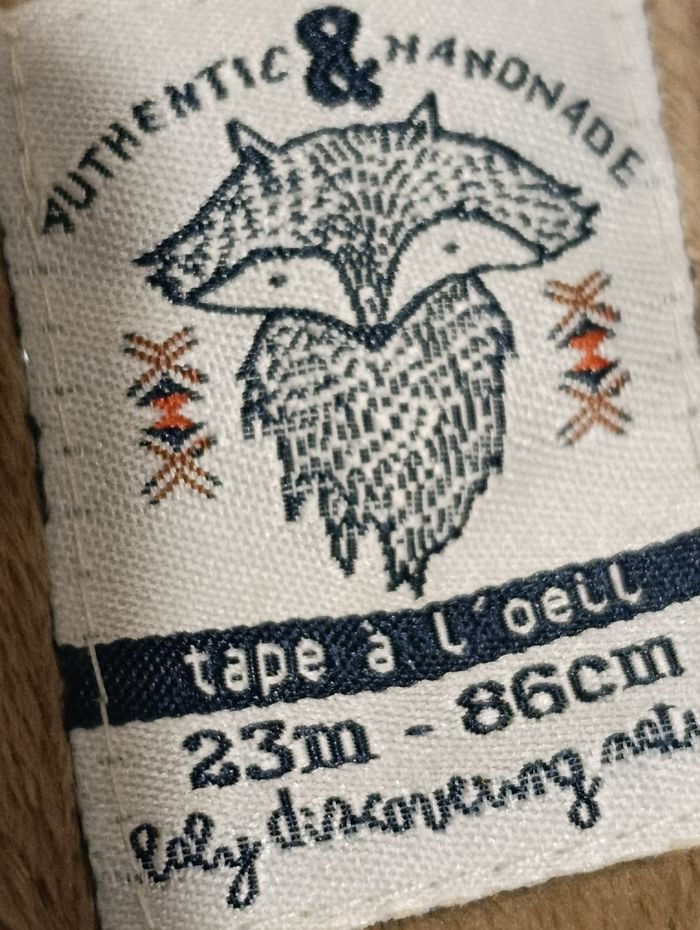 AUTHENTIC & HANDMADE
tape à l'oeil
23m - 86cm
baby discovering